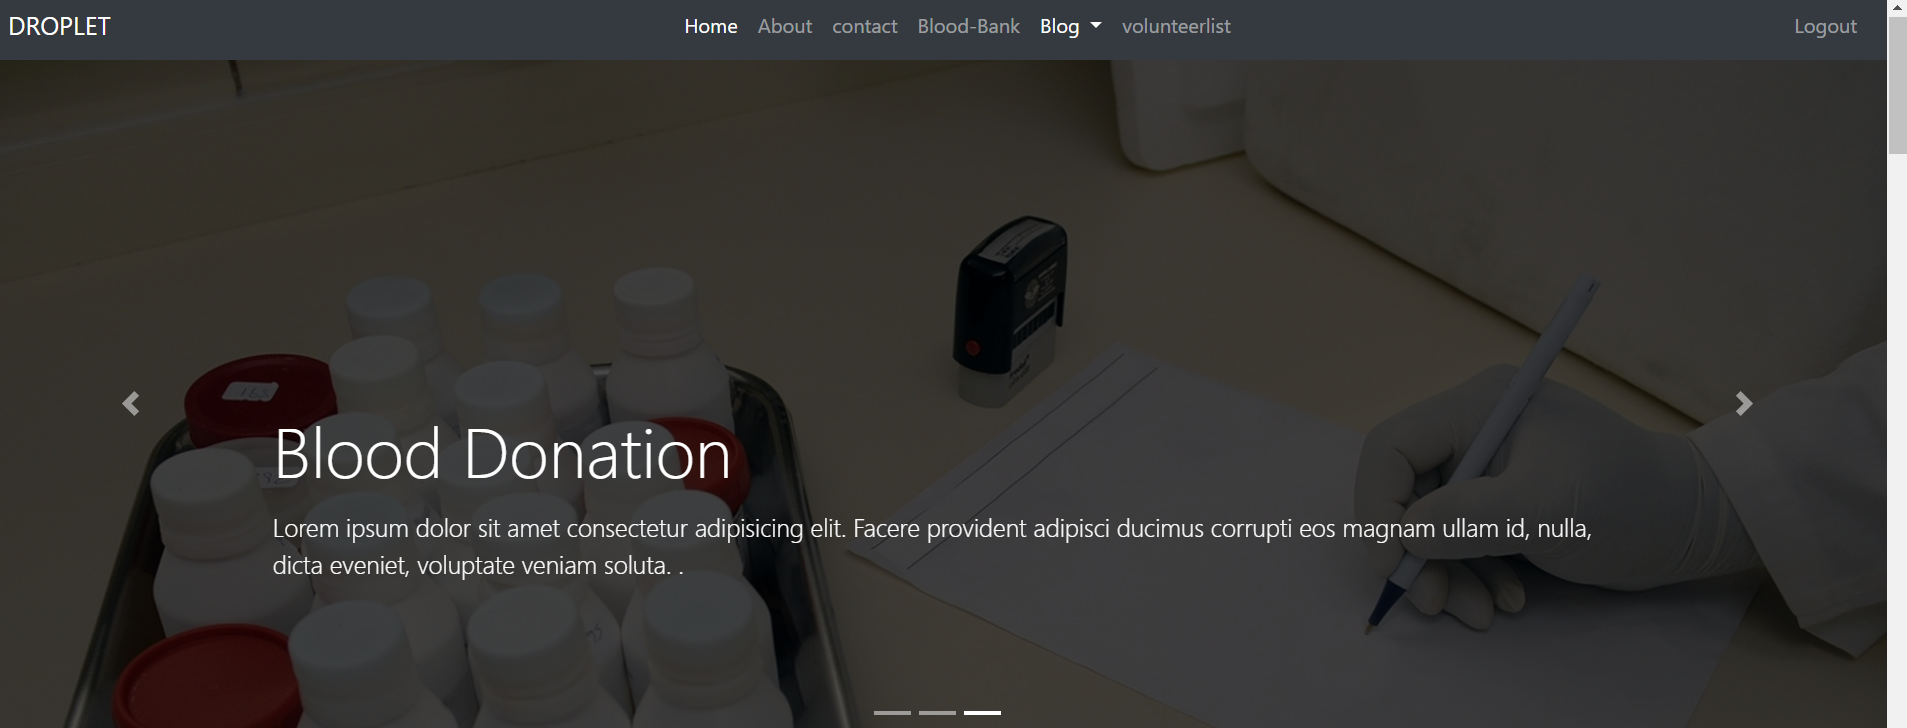 DROPLET
Home About contact Blood-Bank Blog volunteerlist
Logout
Blood Donation
Lorem ipsum dolor sit amet consectetur adipisicing elit. Facere provident adipisci ducimus corrupti eos magnam ullam id, nulla,
dicta eveniet, voluptate veniam soluta. .